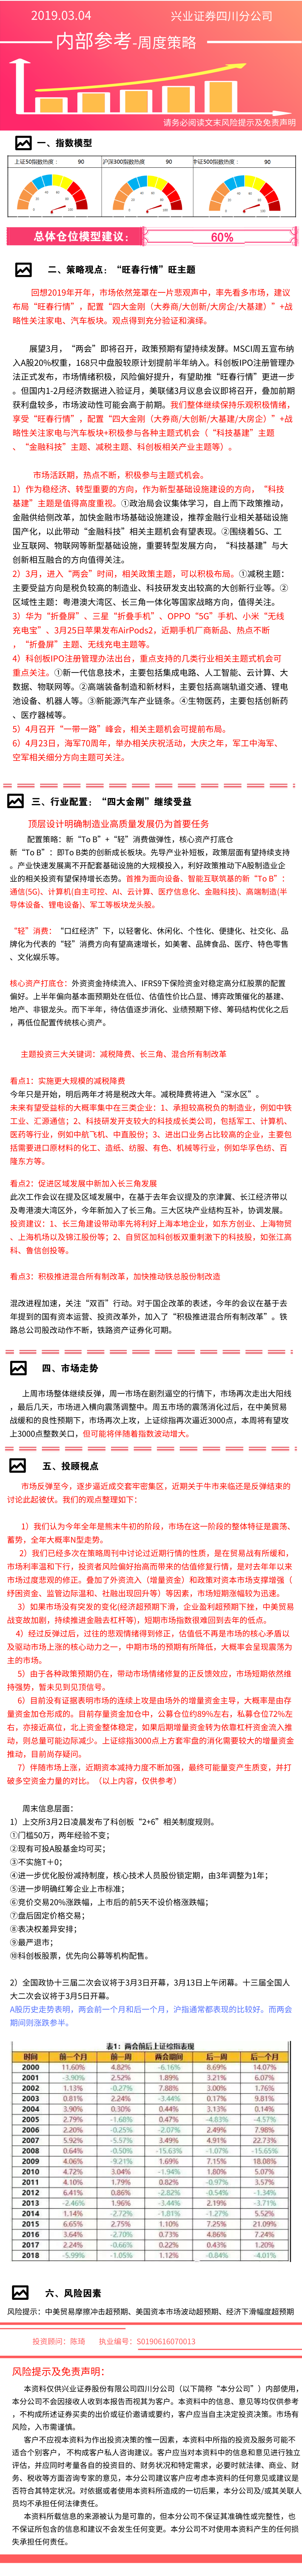 2019.03.04
兴业证券四川分公司
内部参考-周度策略
请务必阅读文末风险提示及免责声明
一、指数模型
上证50指数热度： 90 沪深300指数热度 90 中证500指数热度： 90
总体仓位模型建议： 60%
二、策略观点：“旺春行情”旺主题
回想2019年开年，市场依然笼罩在一片悲观声中，率先看多市场，建议
布局“旺春行情”，配置“四大金刚（大券商/大创新/大房企/大基建）”+战
略性关注家电、汽车板块。观点得到充分验证和演绎。
展望3月，“两会”即将召开，政策预期有望持续发酵。MSCI周五宣布纳
入A股20%权重，168只中盘股较原计划提前半年纳入。科创板IPO注册管理办
法正式发布，市场情绪积极，风险偏好提升，有望助推“旺春行情”更进一步
。但国内1-2月经济数据进入验证月，美联储3月议息会议即将召开，叠加前期
获利盘较多，市场波动性可能会高于前期。我们整体继续保持乐观积极情绪，
享受“旺春行情”，配置“四大金刚（大券商/大创新/大基建/大房企）”+战
略性关注家电与汽车板块+积极参与各种主题式机会（“科技基建”主题
、“金融科技”主题、减税主题、科创板相关产业主题等）。
市场活跃期，热点不断，积极参与主题式机会。
1）作为稳经济、转型重要的方向，作为新型基础设施建设的方向，“科技
基建”主题是值得高度重视。①政治局会议集体学习，自上而下政策推动，
金融供给侧改革，加快金融市场基础设施建设，推荐金融行业相关基础设施
国产化，以此带动“金融科技”相关主题机会有望表现。②围绕着5G、工
业互联网、物联网等新型基础设施，重要转型发展方向，“科技基建”与大
创新相互融合的方向值得关注。
2）3月，进入“两会”时间，相关政策主题，可以积极布局。①减税主题：
主要受益方向是税负较高的制造业、科技研发支出较高的大创新行业等。②
区域性主题：粤港澳大湾区、长三角一体化等国家战略方向，值得关注。
3）华为“折叠屏”、三星“折叠手机”、OPPO“5G”手机、小米“无线
充电宝”、3月25日苹果发布AirPods2，近期手机厂商新品、热点不断
，“折叠屏”主题、无线充电主题等。
4）科创板IPO注册管理办法出台，重点支持的几类行业相关主题式机会可
重点关注。①新一代信息技术，主要包括集成电路、人工智能、云计算、大
数据、物联网等。②高端装备制造和新材料，主要包括高端轨道交通、锂电
池设备、机器人等。③新能源汽车产业链条。④生物医药，主要包括创新药
、医疗器械等。
5）4月召开“一带一路”峰会，相关主题机会可提前布局。
6）4月23日，海军70周年，举办相关庆祝活动，大庆之年，军工中海军、
空军相关细分方向主题可关注。
三、行业配置：“四大金刚”继续受益
顶层设计明确制造业高质量发展仍为首要任务
配置策略：新“To B”+“轻”消费做弹性，核心资产打底仓
新“To B”：即To B类的创新成长板块。先导产业补短板，政策层面有望持续支持
。产业快速发展离不开配套基础设施的大规模投入，利好政策推动下A股制造业企
业的相关投资有望保持增长态势。首推为面向设备、智能互联筑基的新“To B”：
通信(5G)、计算机(自主可控、AI、云计算、医疗信息化、金融科技)、高端制造(半
导体设备、锂电设备)、军工等板块龙头股。
“轻”消费：“口红经济”下，以轻奢化、休闲化、个性化、便捷化、社交化、品
牌化为代表的“轻”消费方向有望高速增长，如美奢、品牌食品、医疗、特色零售
、文化娱乐等。
核心资产打底仓：外资资金持续流入、IFRS9下保险资金对稳定高分红股票的配置
偏好。上半年偏向基本面预期处在低位、估值性价比凸显、博弈政策催化的基建、
地产、非银龙头。而下半年，待估值逐步消化、业绩预期下修、筹码结构优化之后
，再低位配置传统核心资产。
主题投资三大关键词：减税降费、长三角、混合所有制改革
看点1：实施更大规模的减税降费
今年只是开始，明后两年才将是税改大年。减税降费将进入“深水区”。
未来有望受益标的大概率集中在三类企业：1、承担较高税负的制造业，例如中铁
工业、汇源通信；2、科技研发开支较大的科技成长类公司，包括军工、计算机、
医药等行业，例如中航飞机、中直股份；3、进出口业务占比较高的企业，主要包
括需要进口原材料的化工、造纸、纺服、有色、机械等行业，例如华孚色纺、百
隆东方等。
看点2：促进区域发展中新加入长三角发展
此次工作会议在提及区域发展中，在基于去年会议提及的京津冀、长江经济带以
及粤港澳大湾区外，今年新加入了长三角。三大区块产业结构互补，协调发展。
投资建议：1、长三角建设带动率先将利好上海本地企业，如东方创业、上海物贸
、上海机场以及锦江股份等；2、自贸区加科创板双重刺激下的科技股，如张江高
科、鲁信创投等。
看点3：积极推进混合所有制改革，加快推动铁总股份制改造
混改进程加速，关注“双百”行动。对于国企改革的表述，今年的会议在基于去
年提到的国有资本运营、投资改革外，加入了“积极推进混合所有制改革”。铁
路总公司股改动作不断，铁路资产证券化可期。
四、市场走势
上周市场整体继续反弹，周一市场在剧烈逼空的行情下，市场再次走出大阳线
，最后几天，市场进入横向震荡调整中。周五市场的震荡消化过后，在中美贸易
战缓和的良性预期下，市场再次上攻，上证综指再次逼近3000点，本周将有望攻
上3000点整数关口，但可能将伴随着指数波动增大。
五、投顾视点
市场反弹至今，逐步逼近成交套牢密集区，近期关于牛市来临还是反弹结束的
讨论此起彼伏。我们的观点整理如下：
1）我们认为今年全年是熊末牛初的阶段，市场在这一阶段的整体特征是震荡、
蓄势，全年大概率N型走势。
2）我们已经多次在策略周刊中讨论过近期行情的性质，是在贸易战有所缓和，
市场利率温和下行，投资者风险偏好抬高而带来的估值修复行情，是对去年年以来
市场过度悲观的修正。叠加了外资流入（增量资金）和政策对资本市场支撑增强（
纾困资金、监管边际温和、社融出现回升等）等因素，市场短期涨幅较为迅速。
3）如果市场没有突变的变化(经济超预期下滑，企业盈利超预期下挫，中美贸易
战变故加剧，持续推进金融去杠杆等)，短期市场指数很难回到去年的低点。
4）经过反弹过后，过往的悲观情绪得到修正，估值低不再是市场的核心矛盾以
及驱动市场上涨的核心动力之一，中期市场的预期有所降低，大概率会呈现震荡为
主的市场。
5）由于各种政策预期仍在，带动市场情绪修复的正反馈效应，市场短期依然维
持强势，暂未见到见顶信号。
6）目前没有证据表明市场的连续上攻是由场外的增量资金主导，大概率是由存
量资金加仓形成的。目前存量资金加仓中，公募仓位约89%左右，私募仓位72%左
右，亦接近高位，北上资金整体稳定，如果后期增量资金转为依靠杠杆资金流入推
动，则总量可能边际减少。上证综指3000点上方套牢盘的消化需要较大的增量资金
推动，目前尚存疑问。
7）伴随市场上涨，近期资本减持力度不断加强，最终可能量变产生质变，并打
破多空资金力量的对比。（以上内容，仅供参考）
周末信息层面：
1）上交所3月2日凌晨发布了科创板“2+6”相关制度规则。
①门槛50万，两年经验不变；
②现有可投A股基金均可买；
③不实施T＋0；
④进一步优化股份减持制度，核心技术人员股份锁定期，由3年调整为1年；
⑤进一步明确红筹企业上市标准；
⑥竞价交易20%涨跌幅，上市后的前5天不设价格涨跌幅；
⑦盘后固定价格交易；
⑧表决权差异安排；
⑨最严退市；
⑩科创板股票，优先向公募等机构配售。
2）全国政协十三届二次会议将于3月3日开幕，3月13日上午闭幕。十三届全国人
大二次会议将于3月5日开幕。
A股历史走势表明，两会前一个月和后一个月，沪指通常都表现的比较好。而两会
期间则涨跌参半。
表1：两会前后上证综指表现
时间 前一个月 前一周 两会期间 后一周 后一个月
2000 11.60% 4.82% -6.16% 8.69% 14.07%
2001 -3.90% 2.52% 1.89% 3.21% 6.07%
2002 1.13% -0.27% 7.88% 3.00% 1.76%
2003 0.81% 2.24% -3.44% 0.17% 9.81%
2004 3.90% 0.30% 0.44% 3.13% 0.14%
2005 2.79% -1.68% 0.47% -4.83% -4.57%
2006 2.20% -0.25% -2.07% 2.49% 7.98%
2007 5.92% -5.57% 3.49% 4.91% 22.73%
2008 0.64% -0.50% -15.63% -1.07% -15.65%
2009 4.06% -9.21% 1.69% 7.15% 18.08%
2010 4.72% 3.04% -1.94% 1.80% 5.07%
2011 4.10% 1.79% 0.82% -0.97% 3.57%
2012 6.41% 0.86% -2.82% -0.54% -1.34%
2013 -2.46% 1.96% -3.44% 2.19% -3.71%
2014 1.14% -2.72% -1.81% -1.27% 5.52%
2015 6.65% 2.75% 1.10% 7.25% 21.09%
2016 3.64% -2.70% 0.73% 4.86% 7.24%
2017 2.24% -0.66% 0.22% 0.43% 1.20%
2018 -5.99% -1.05% 1.12% -0.84% -4.01%
六、风险因素
风险提示：中美贸易摩擦冲击超预期、美国资本市场波动超预期、经济下滑幅度超预期
投资顾问：陈琦 执业编号：S0190616070013
风险提示及免责声明：
本资料仅供兴业证券股份有限公司四川分公司（以下简称“本分公司”）内部使用，
本分公司不会因接收人收到本报告而视其为客户。本资料中的信息、意见等均仅供参考
，不构成所述证券买卖的出价或征价邀请或要约，客户应当自主决定投资决策。市场有
风险，入市需谨慎。
客户不应视本资料为作出投资决策的惟一因素，本资料中所指的投资及服务可能不
适合个别客户，不构成客户私人咨询建议。客户应当对本资料中的信息和意见进行独立
评估，并应同时考量各自的投资目的、财务状况和特定需求，必要时就法律、商业、财
务、税收等方面咨询专家的意见，本分公司建议客户应考虑本资料的任何意见或建议是
否符合其特定状况。对依据或者使用本资料所造成的一切后果，本分公司及/或其关联人
员均不承担任何法律责任。
本资料所载信息的来源被认为是可靠的，但本分公司不保证其准确性或完整性，也
不保证所包含的信息和建议不会发生任何变更。本分公司不对使用本资料产生的任何损
失承担任何责任。